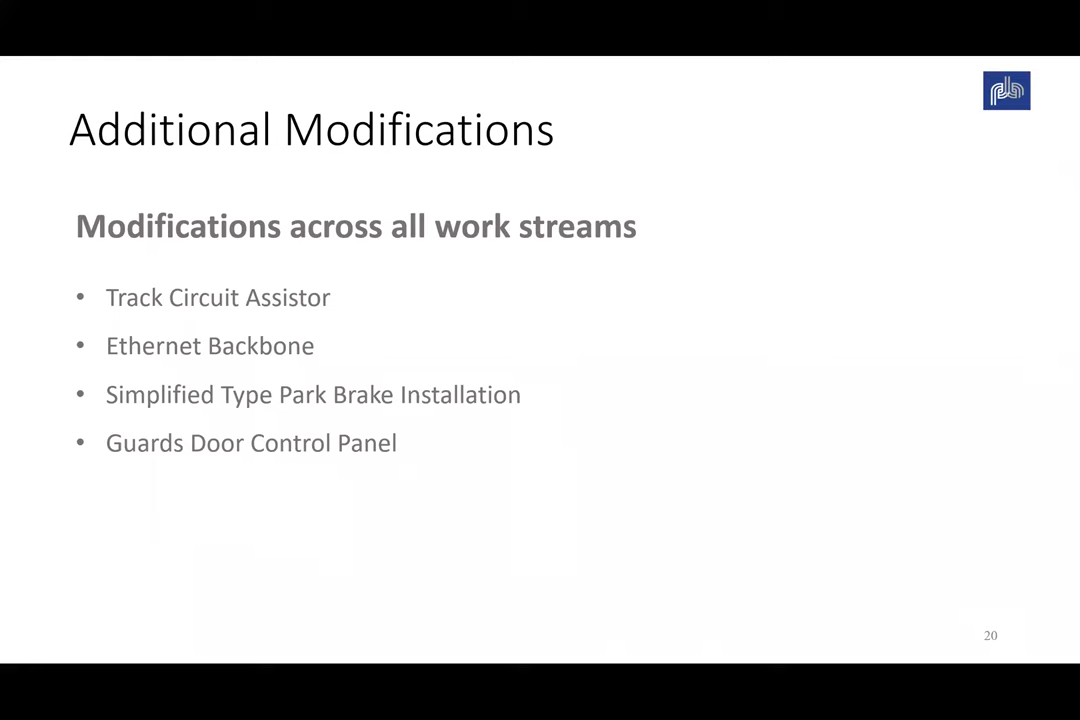 Additional Modifications
Modifications across all work streams
• Track Circuit Assistor
• Ethernet Backbone
• Simplified Type Park Brake Installation
• Guards Door Control Panel
20